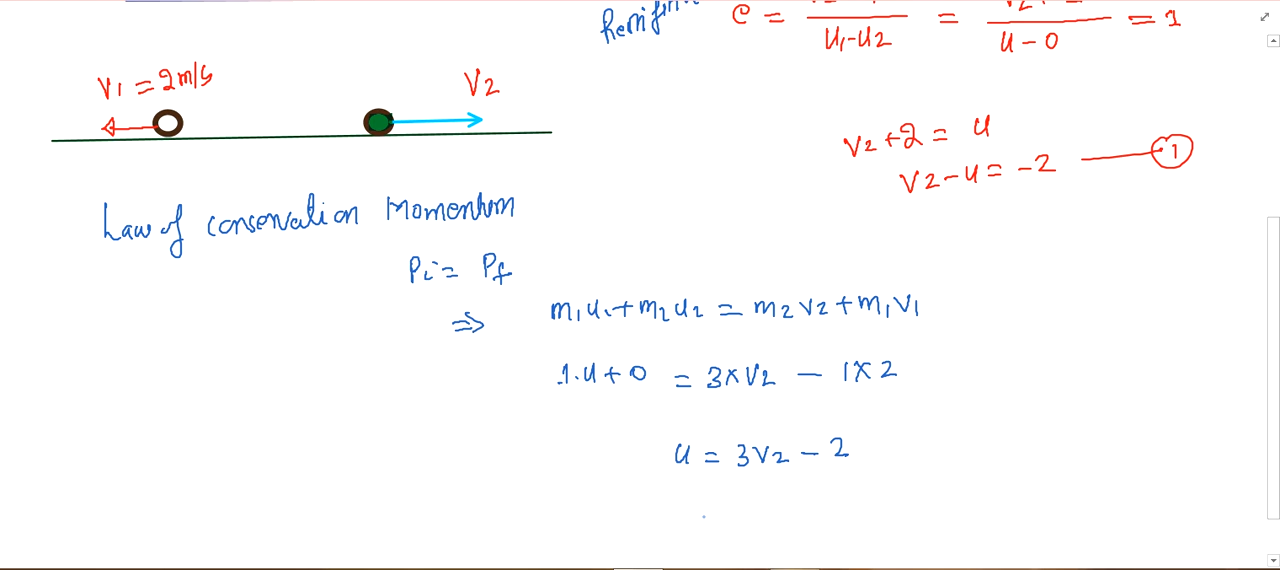 e = / U1-U2 = / U - 0 = 1
V1 = 2m/s
V2
V2 + 2 = U
V2 - U = -2 ——— 1
Law of conservation Momentum
Pi = Pf
⇒ m1U1 + m2U2 = m2V2 + m1V1
1.U + 0 = 3×V2 - 1×2
U = 3V2 - 2